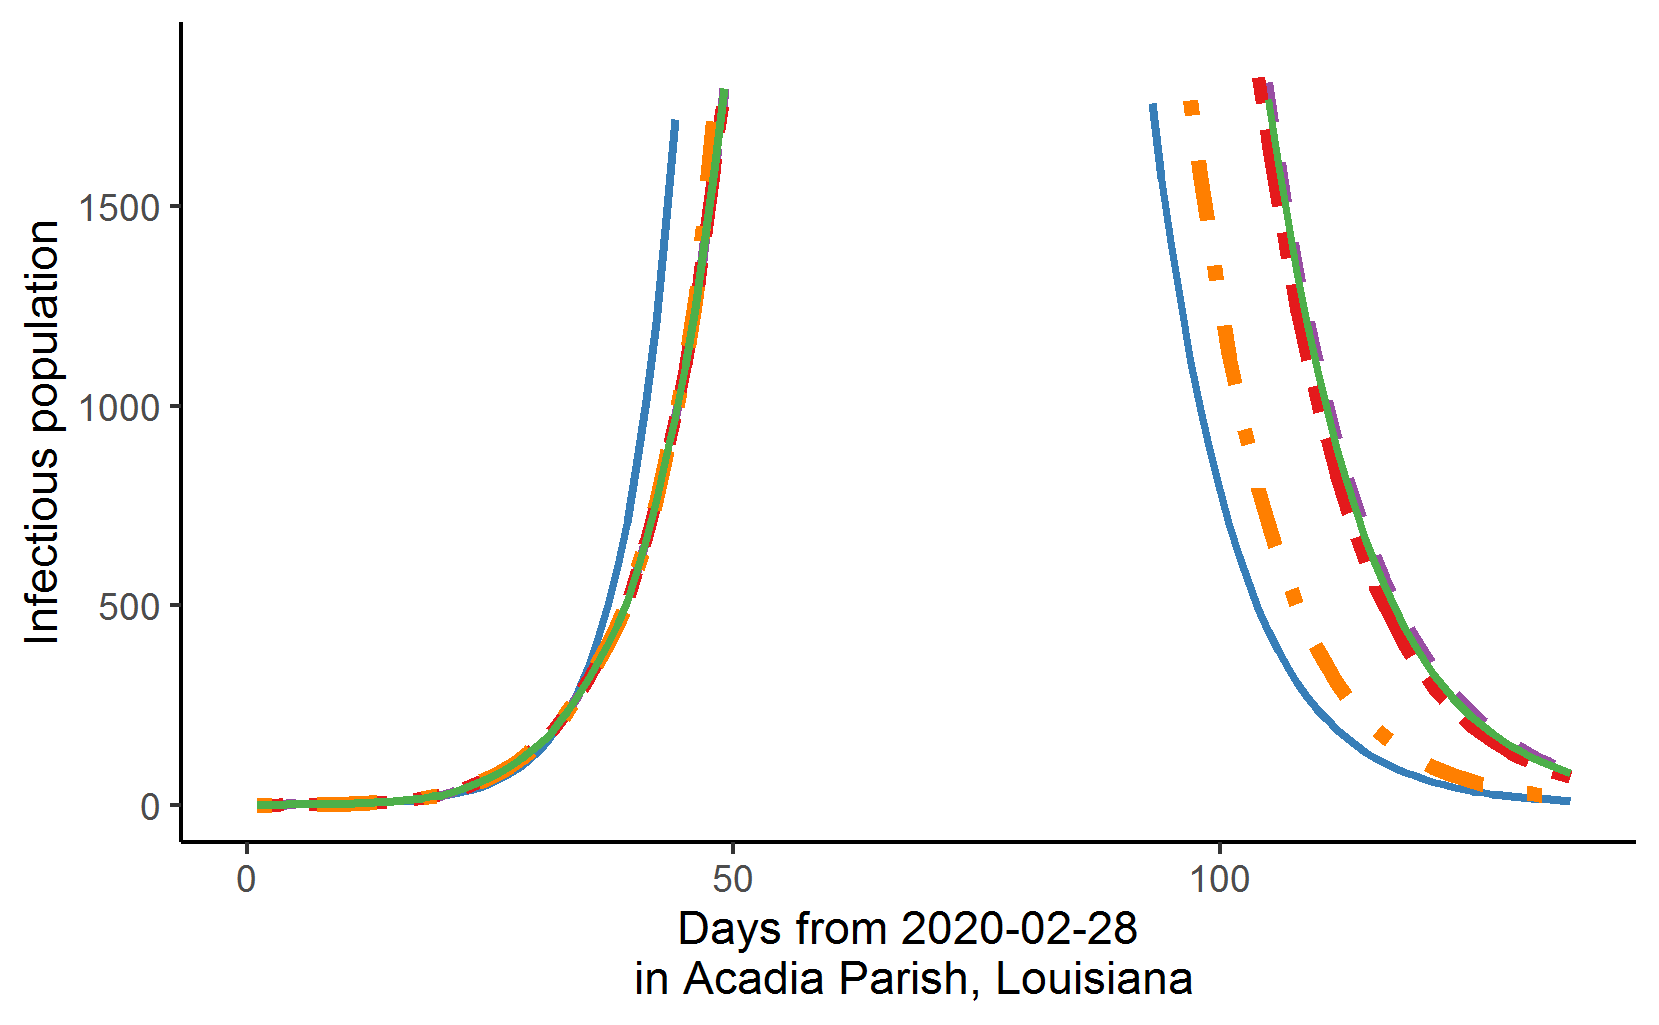 Infectious population
1500
1000
500
0
0 50 100
Days from 2020-02-28
in Acadia Parish, Louisiana